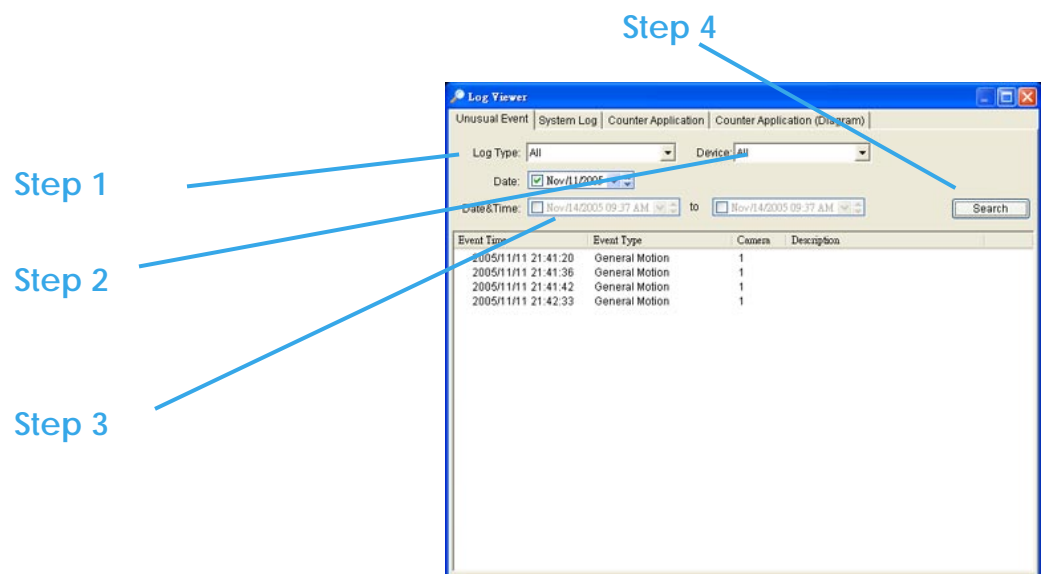 Step 4
Log Viewer
Unusual Event System Log Counter Application Counter Application (Diagram)
Step 1
Log Type: All Device: All
Date: Nov/11/2005
Date&Time: Nov/14/2005 09:37 AM to Nov/14/2005 09:37 AM Search
Step 2
Event Time Event Type Camera Description
2005/11/11 21:41:20 General Motion 1
2005/11/11 21:41:36 General Motion 1
2005/11/11 21:41:42 General Motion 1
2005/11/11 21:42:33 General Motion 1
Step 3